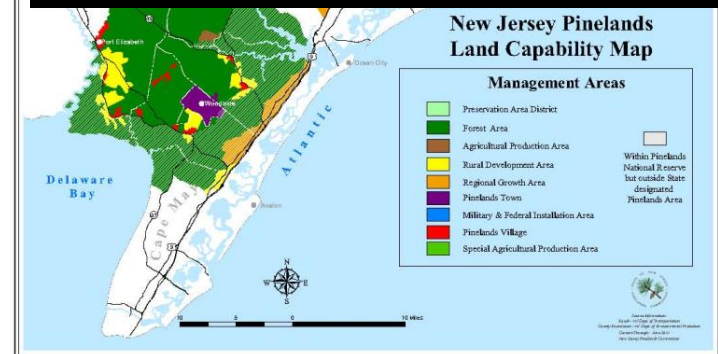 New Jersey Pinelands
Land Capability Map
Management Areas
Preservation Area District
Forest Area
Agricultural Production Area
Rural Development Area
Regional Growth Area
Pinelands Town
Military & Federal Installation Area
Pinelands Village
Special Agricultural Production Area
Within Pinelands
National Reserve
but outside State
designated
Pinelands Area
Port Elizabeth
Woodbine
Ocean City
Avalon
Delaware
Bay
Cape May
Atlantic
N
W
E
S
10
5
0
10 Miles